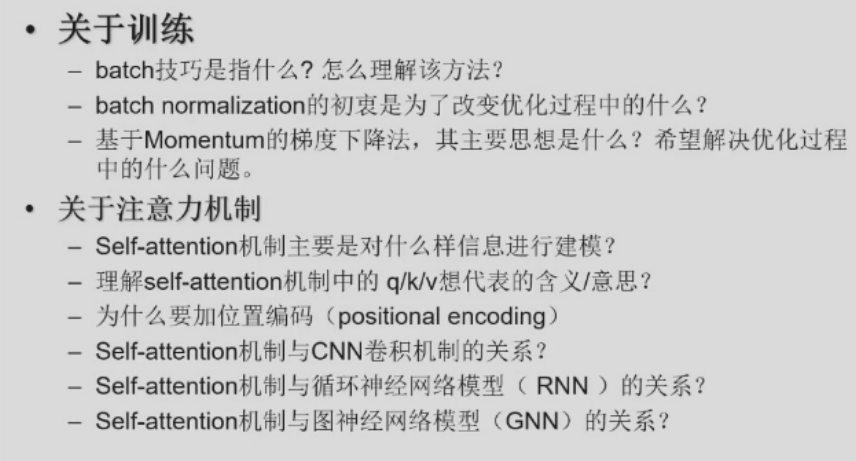 • 关于训练
– batch技巧是指什么? 怎么理解该方法？
– batch normalization的初衷是为了改变优化过程中的什么？
– 基于Momentum的梯度下降法，其主要思想是什么？希望解决优化过程
中的什么问题。
• 关于注意力机制
– Self-attention机制主要是对什么样信息进行建模？
– 理解self-attention机制中的 q/k/v想代表的含义/意思？
– 为什么要加位置编码（positional encoding）
– Self-attention机制与CNN卷积机制的关系？
– Self-attention机制与循环神经网络模型（ RNN ）的关系？
– Self-attention机制与图神经网络模型（GNN）的关系？